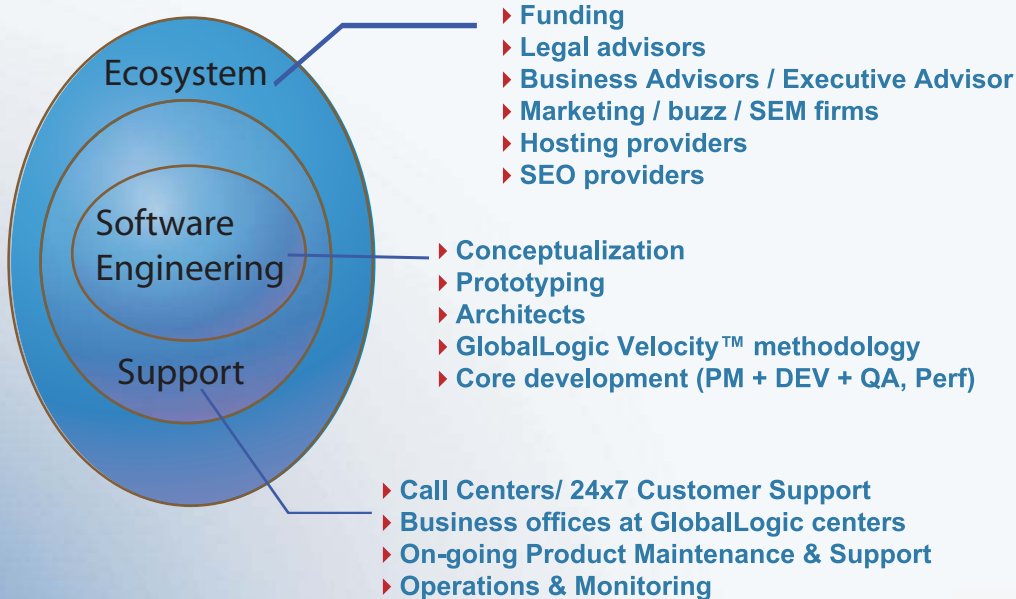 Ecosystem
Funding
Legal advisors
Business Advisors / Executive Advisor
Marketing / buzz / SEM firms
Hosting providers
SEO providers
Software
Engineering
Conceptualization
Prototyping
Architects
GlobalLogic Velocity™ methodology
Core development (PM + DEV + QA, Perf)
Support
Call Centers/ 24x7 Customer Support
Business offices at GlobalLogic centers
On-going Product Maintenance & Support
Operations & Monitoring